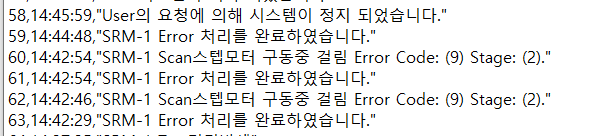 58,14:45:59,"User의 요청에 의해 시스템이 정지 되었습니다."
59,14:44:48,"SRM-1 Error 처리를 완료하였습니다."
60,14:42:54,"SRM-1 Scan스텝모터 구동중 걸림 Error Code: (9) Stage: (2)."
61,14:42:54,"SRM-1 Error 처리를 완료하였습니다."
62,14:42:46,"SRM-1 Scan스텝모터 구동중 걸림 Error Code: (9) Stage: (2)."
63,14:42:29,"SRM-1 Error 처리를 완료하였습니다."